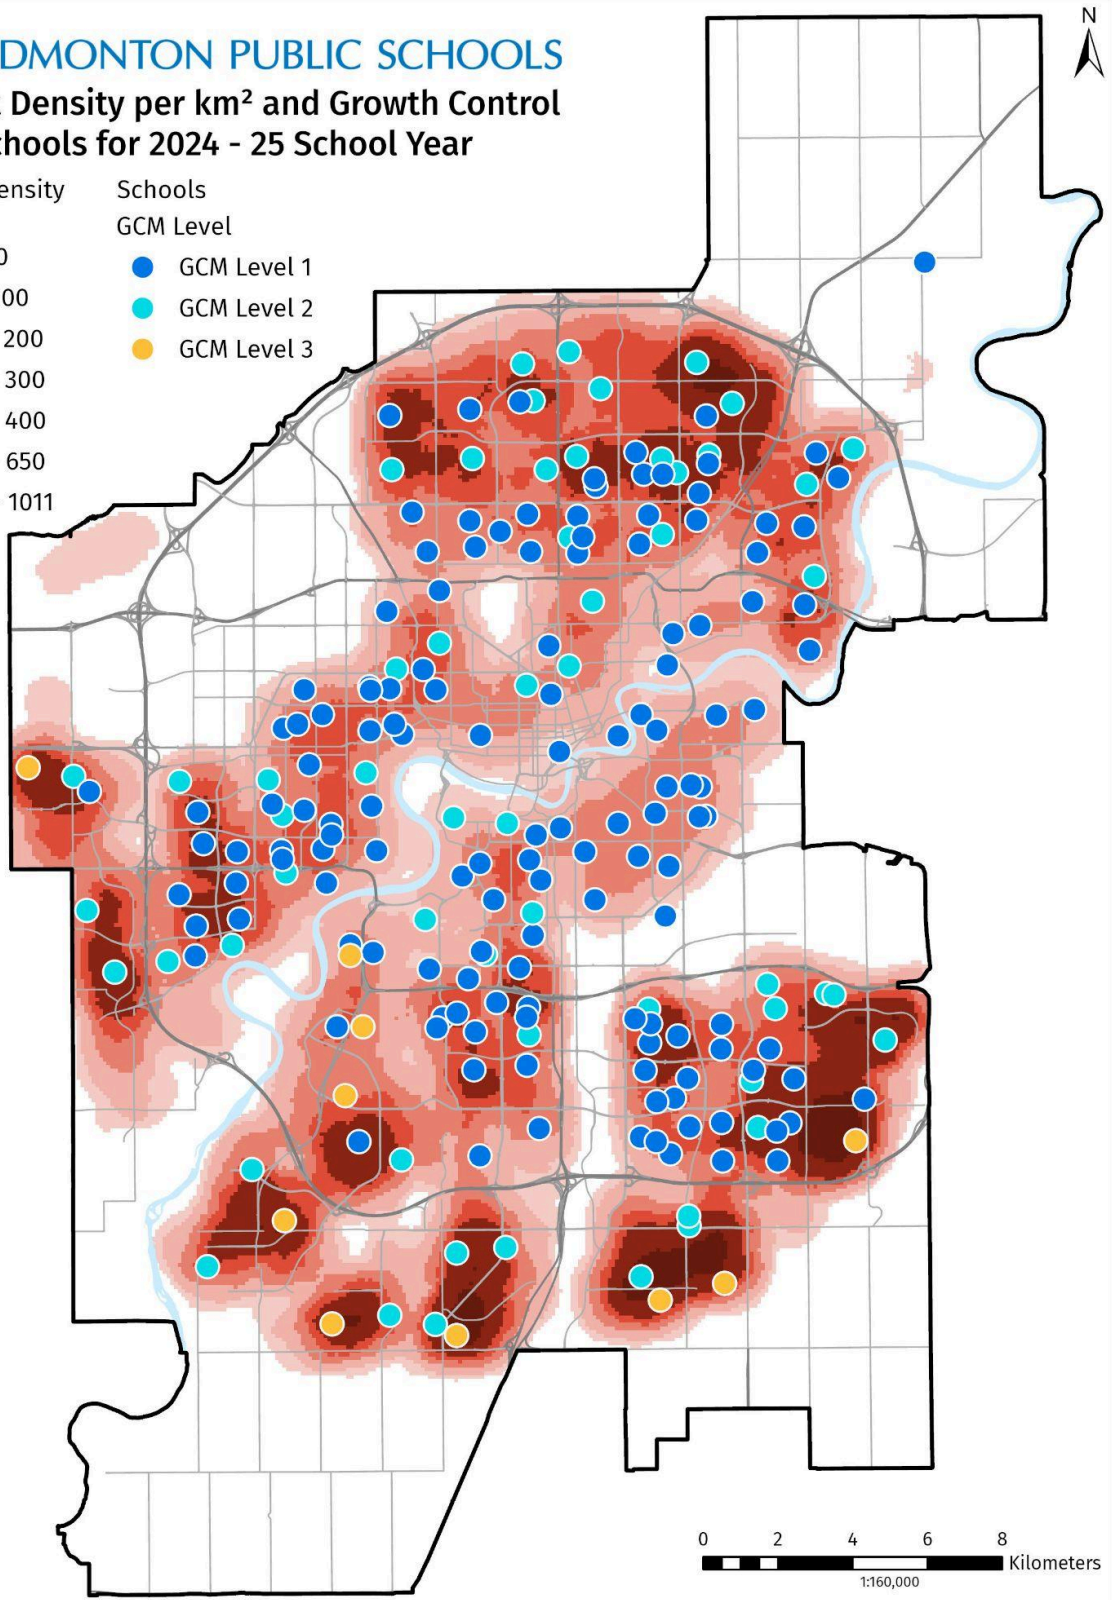 DMONTON PUBLIC SCHOOLS
Density per km² and Growth Control
chools for 2024 - 25 School Year
ensity
Schools
GCM Level
0
GCM Level 1
00
GCM Level 2
200
GCM Level 3
300
400
650
1011
N
0 2 4 6 8
Kilometers
1:160,000